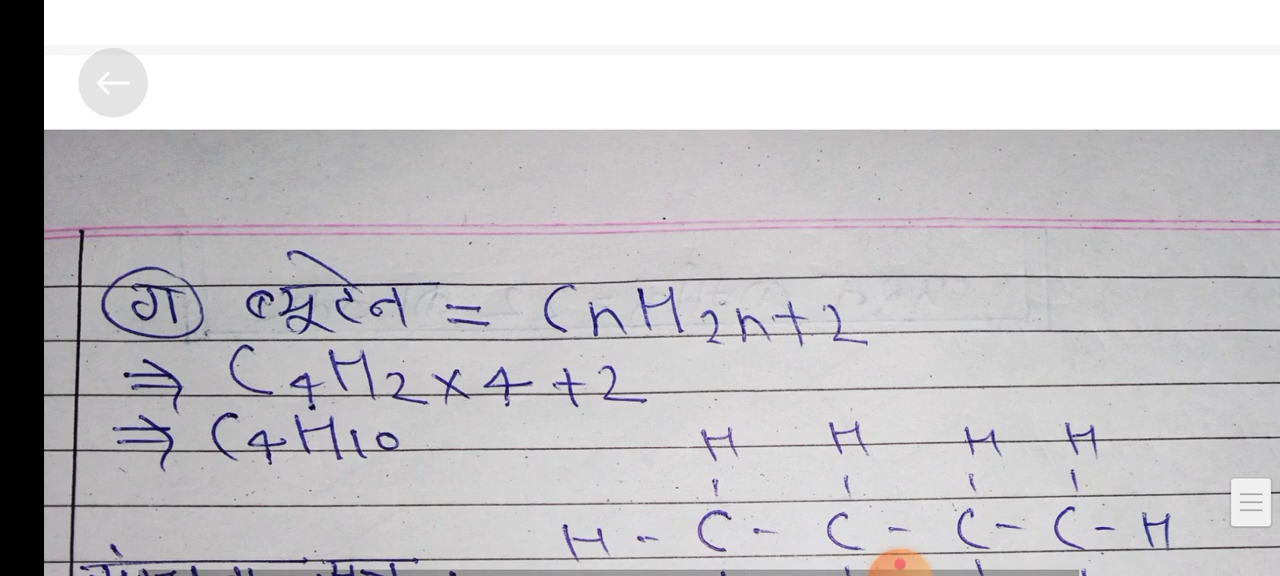 ग ब्यूटेन = CnH2n+2
⇒ C4H2×4+2
⇒ C4H10
H H H H
H - C - C - C - C - H